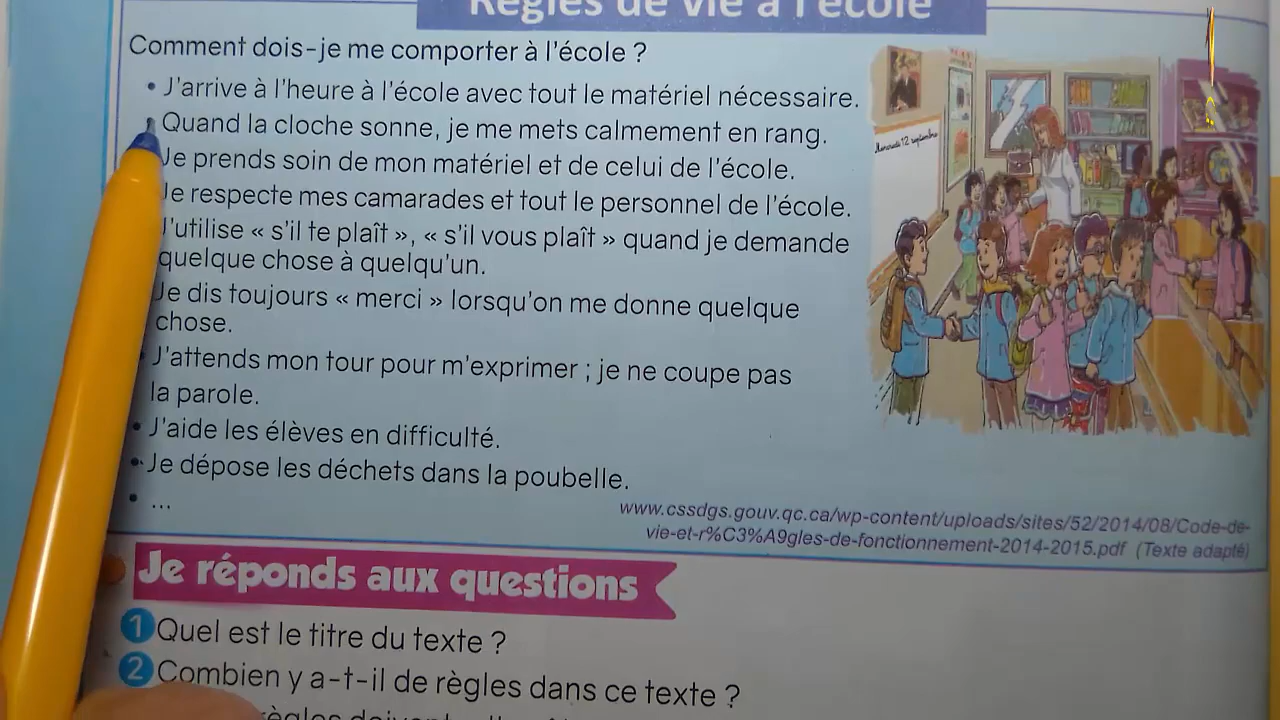 Règles de vie à l'école
Comment dois-je me comporter à l'école ?
• J'arrive à l'heure à l'école avec tout le matériel nécessaire.
• Quand la cloche sonne, je me mets calmement en rang.
Je prends soin de mon matériel et de celui de l'école.
Je respecte mes camarades et tout le personnel de l'école.
J'utilise « s'il te plaît », « s'il vous plaît » quand je demande
quelque chose à quelqu'un.
Je dis toujours « merci » lorsqu'on me donne quelque
chose.
• J'attends mon tour pour m'exprimer ; je ne coupe pas
la parole.
• J'aide les élèves en difficulté.
• Je dépose les déchets dans la poubelle.
• ...
Mercredi 12 septembre
www.cssdgs.gouv.qc.ca/wp-content/uploads/sites/52/2014/08/Code-de-
vie-et-r%C3%A9gles-de-fonctionnement-2014-2015.pdf (Texte adapté)
Je réponds aux questions
1 Quel est le titre du texte ?
2 Combien y a-t-il de règles dans ce texte ?
règles doivent